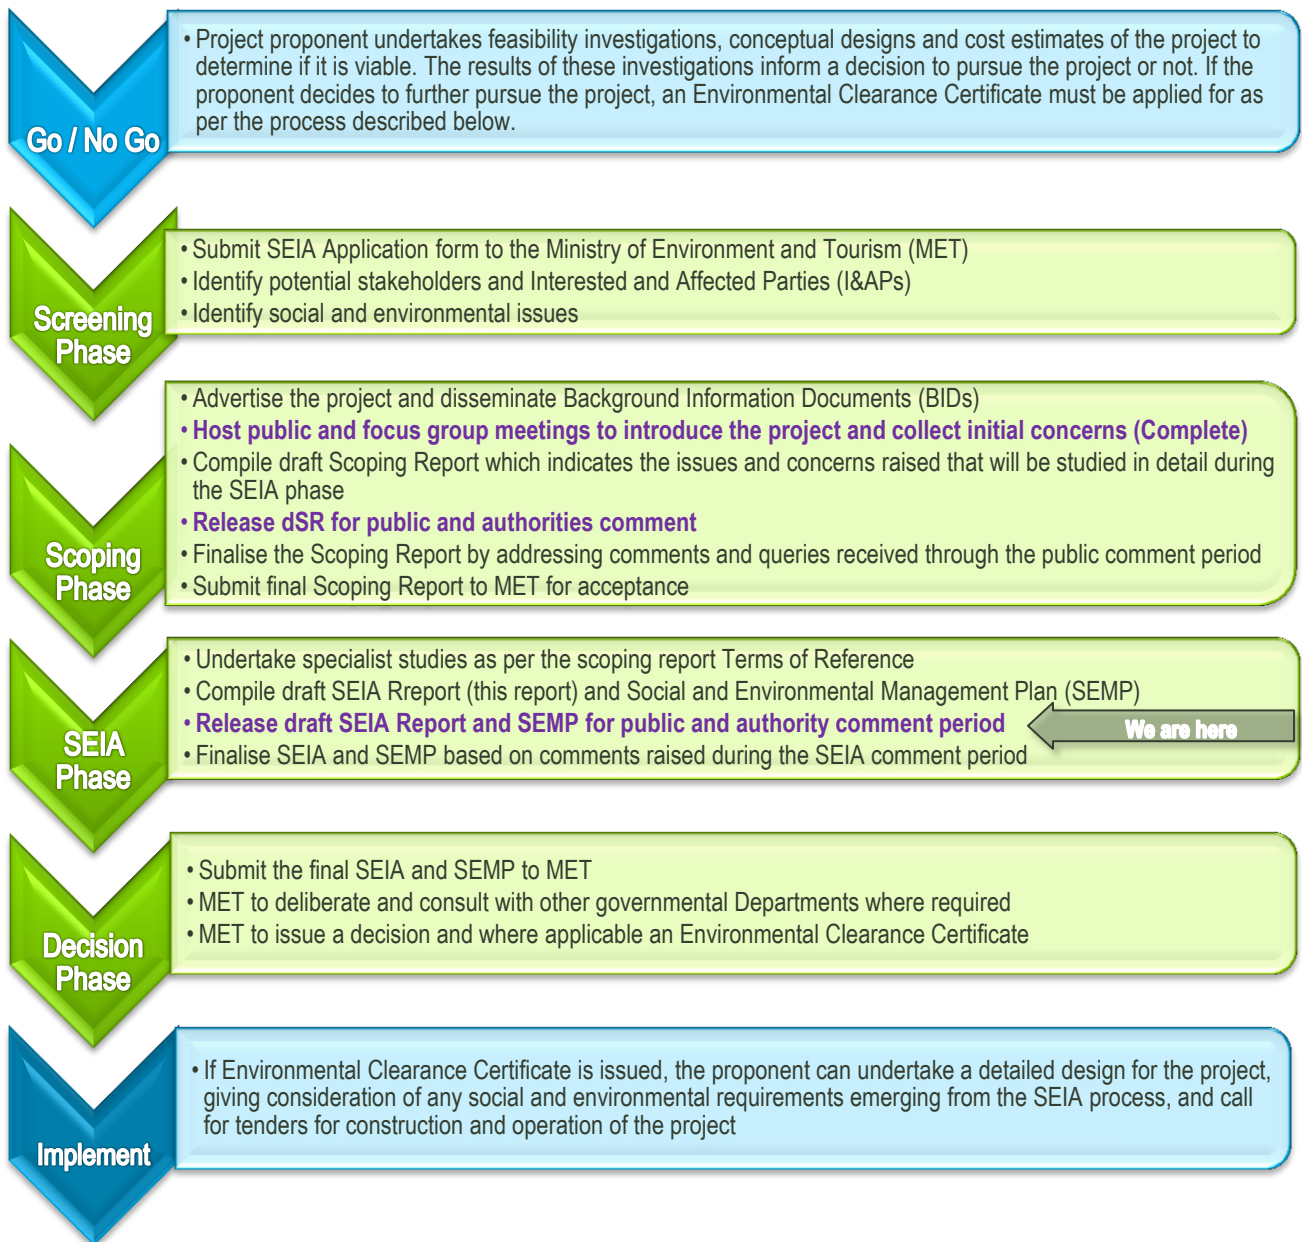 • Project proponent undertakes feasibility investigations, conceptual designs and cost estimates of the project to
determine if it is viable. The results of these investigations inform a decision to pursue the project or not. If the
proponent decides to further pursue the project, an Environmental Clearance Certificate must be applied for as
per the process described below.
Go / No Go
• Submit SEIA Application form to the Ministry of Environment and Tourism (MET)
• Identify potential stakeholders and Interested and Affected Parties (I&APs)
• Identify social and environmental issues
Screening
Phase
• Advertise the project and disseminate Background Information Documents (BIDs)
• Host public and focus group meetings to introduce the project and collect initial concerns (Complete)
• Compile draft Scoping Report which indicates the issues and concerns raised that will be studied in detail during
the SEIA phase
• Release dSR for public and authorities comment
• Finalise the Scoping Report by addressing comments and queries received through the public comment period
• Submit final Scoping Report to MET for acceptance
Scoping
Phase
• Undertake specialist studies as per the scoping report Terms of Reference
• Compile draft SEIA Rreport (this report) and Social and Environmental Management Plan (SEMP)
• Release draft SEIA Report and SEMP for public and authority comment period
We are here
• Finalise SEIA and SEMP based on comments raised during the SEIA comment period
SEIA
Phase
• Submit the final SEIA and SEMP to MET
• MET to deliberate and consult with other governmental Departments where required
• MET to issue a decision and where applicable an Environmental Clearance Certificate
Decision
Phase
• If Environmental Clearance Certificate is issued, the proponent can undertake a detailed design for the project,
giving consideration of any social and environmental requirements emerging from the SEIA process, and call
for tenders for construction and operation of the project
Implement